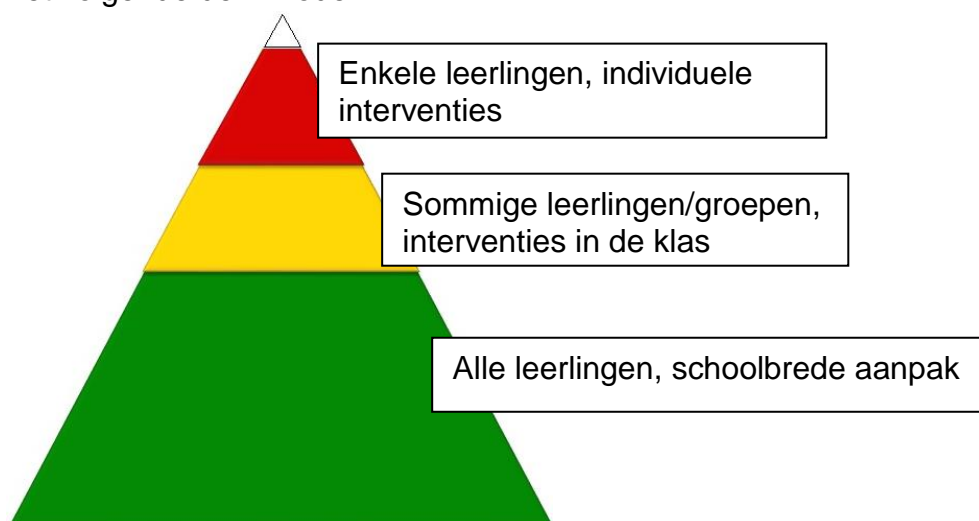 Enkele leerlingen, individuele
interventies
Sommige leerlingen/groepen,
interventies in de klas
Alle leerlingen, schoolbrede aanpak